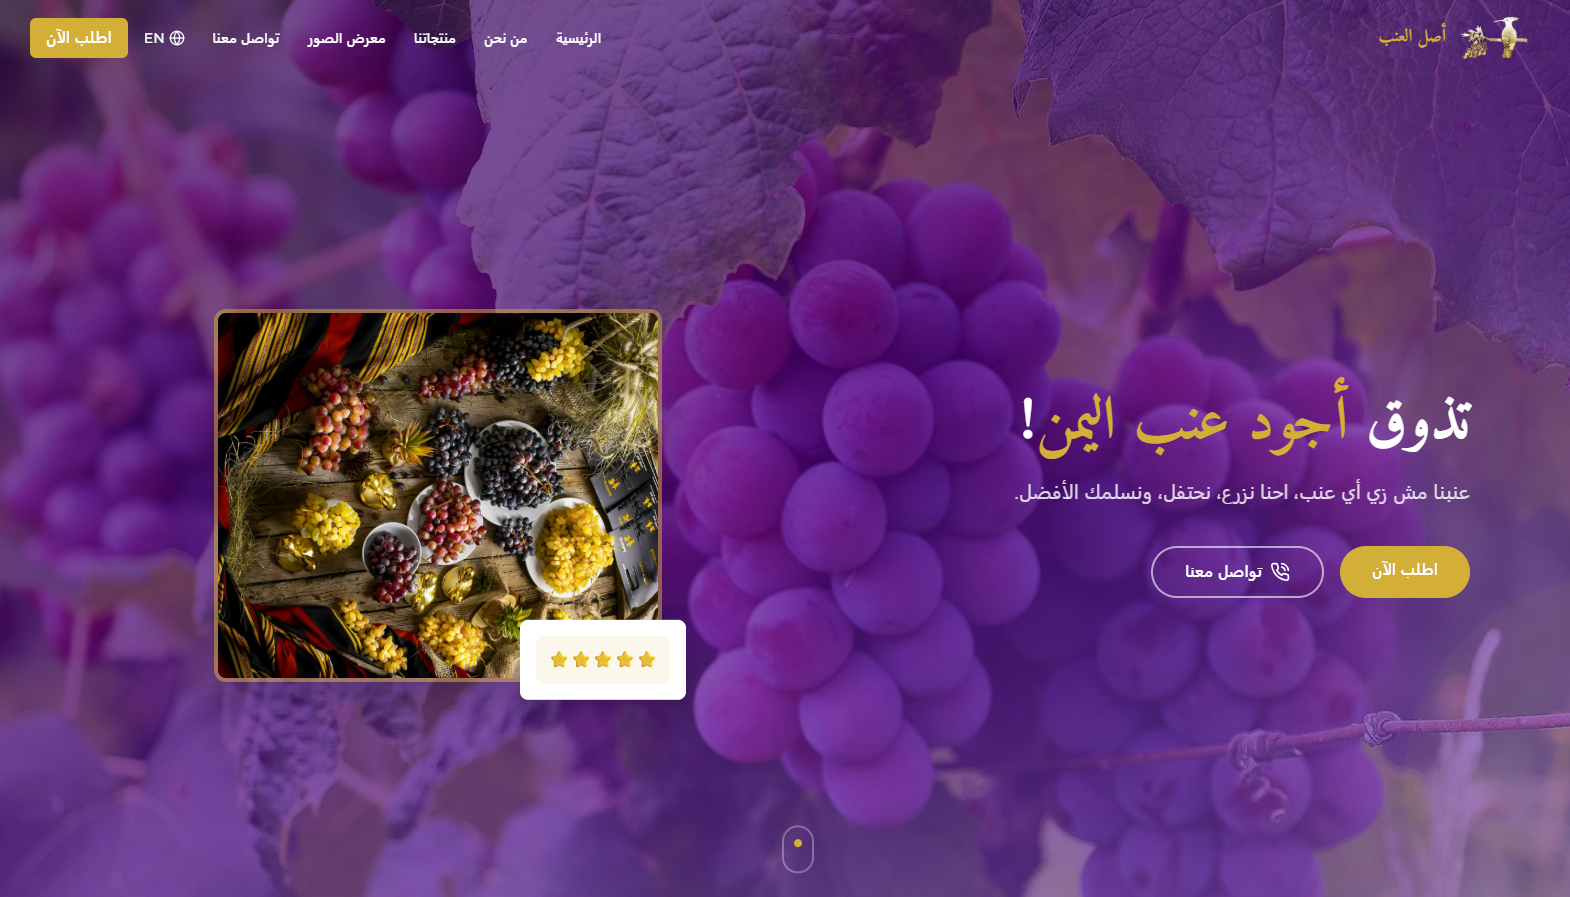 أصل العنب
الرئيسية
من نحن
منتجاتنا
معرض الصور
تواصل معنا
EN
اطلب الآن
تذوق أجود عنب اليمن!
عنبنا مش زي أي عنب، احنا نزرع، نحتفل، ونسلمك الأفضل.
اطلب الآن
تواصل معنا